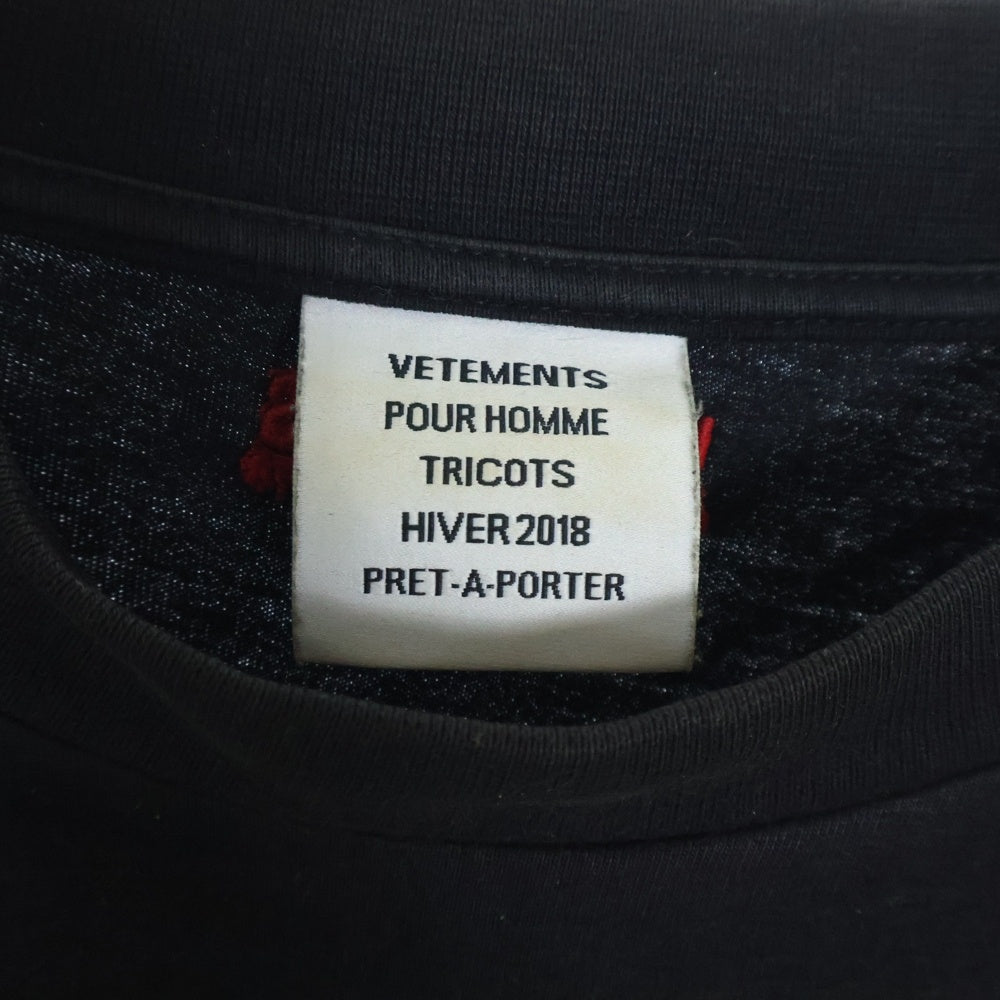 VETEMENTS
POUR HOMME
TRICOTS
HIVER 2018
PRET-A-PORTER